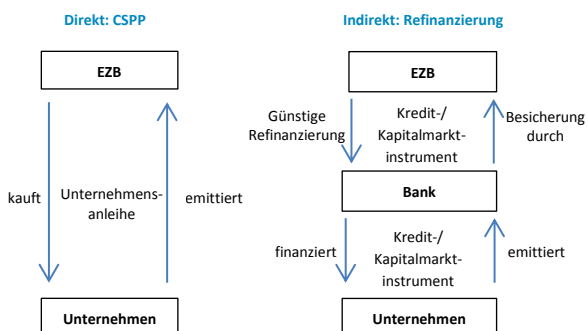 Direkt: CSPP
EZB
kauft
Unternehmens-
anleihe
emittiert
Unternehmen
Indirekt: Refinanzierung
EZB
Günstige
Refinanzierung
Kredit-/
Kapitalmarkt-
instrument
Besicherung
durch
Bank
finanziert
Kredit-/
Kapitalmarkt-
instrument
emittiert
Unternehmen